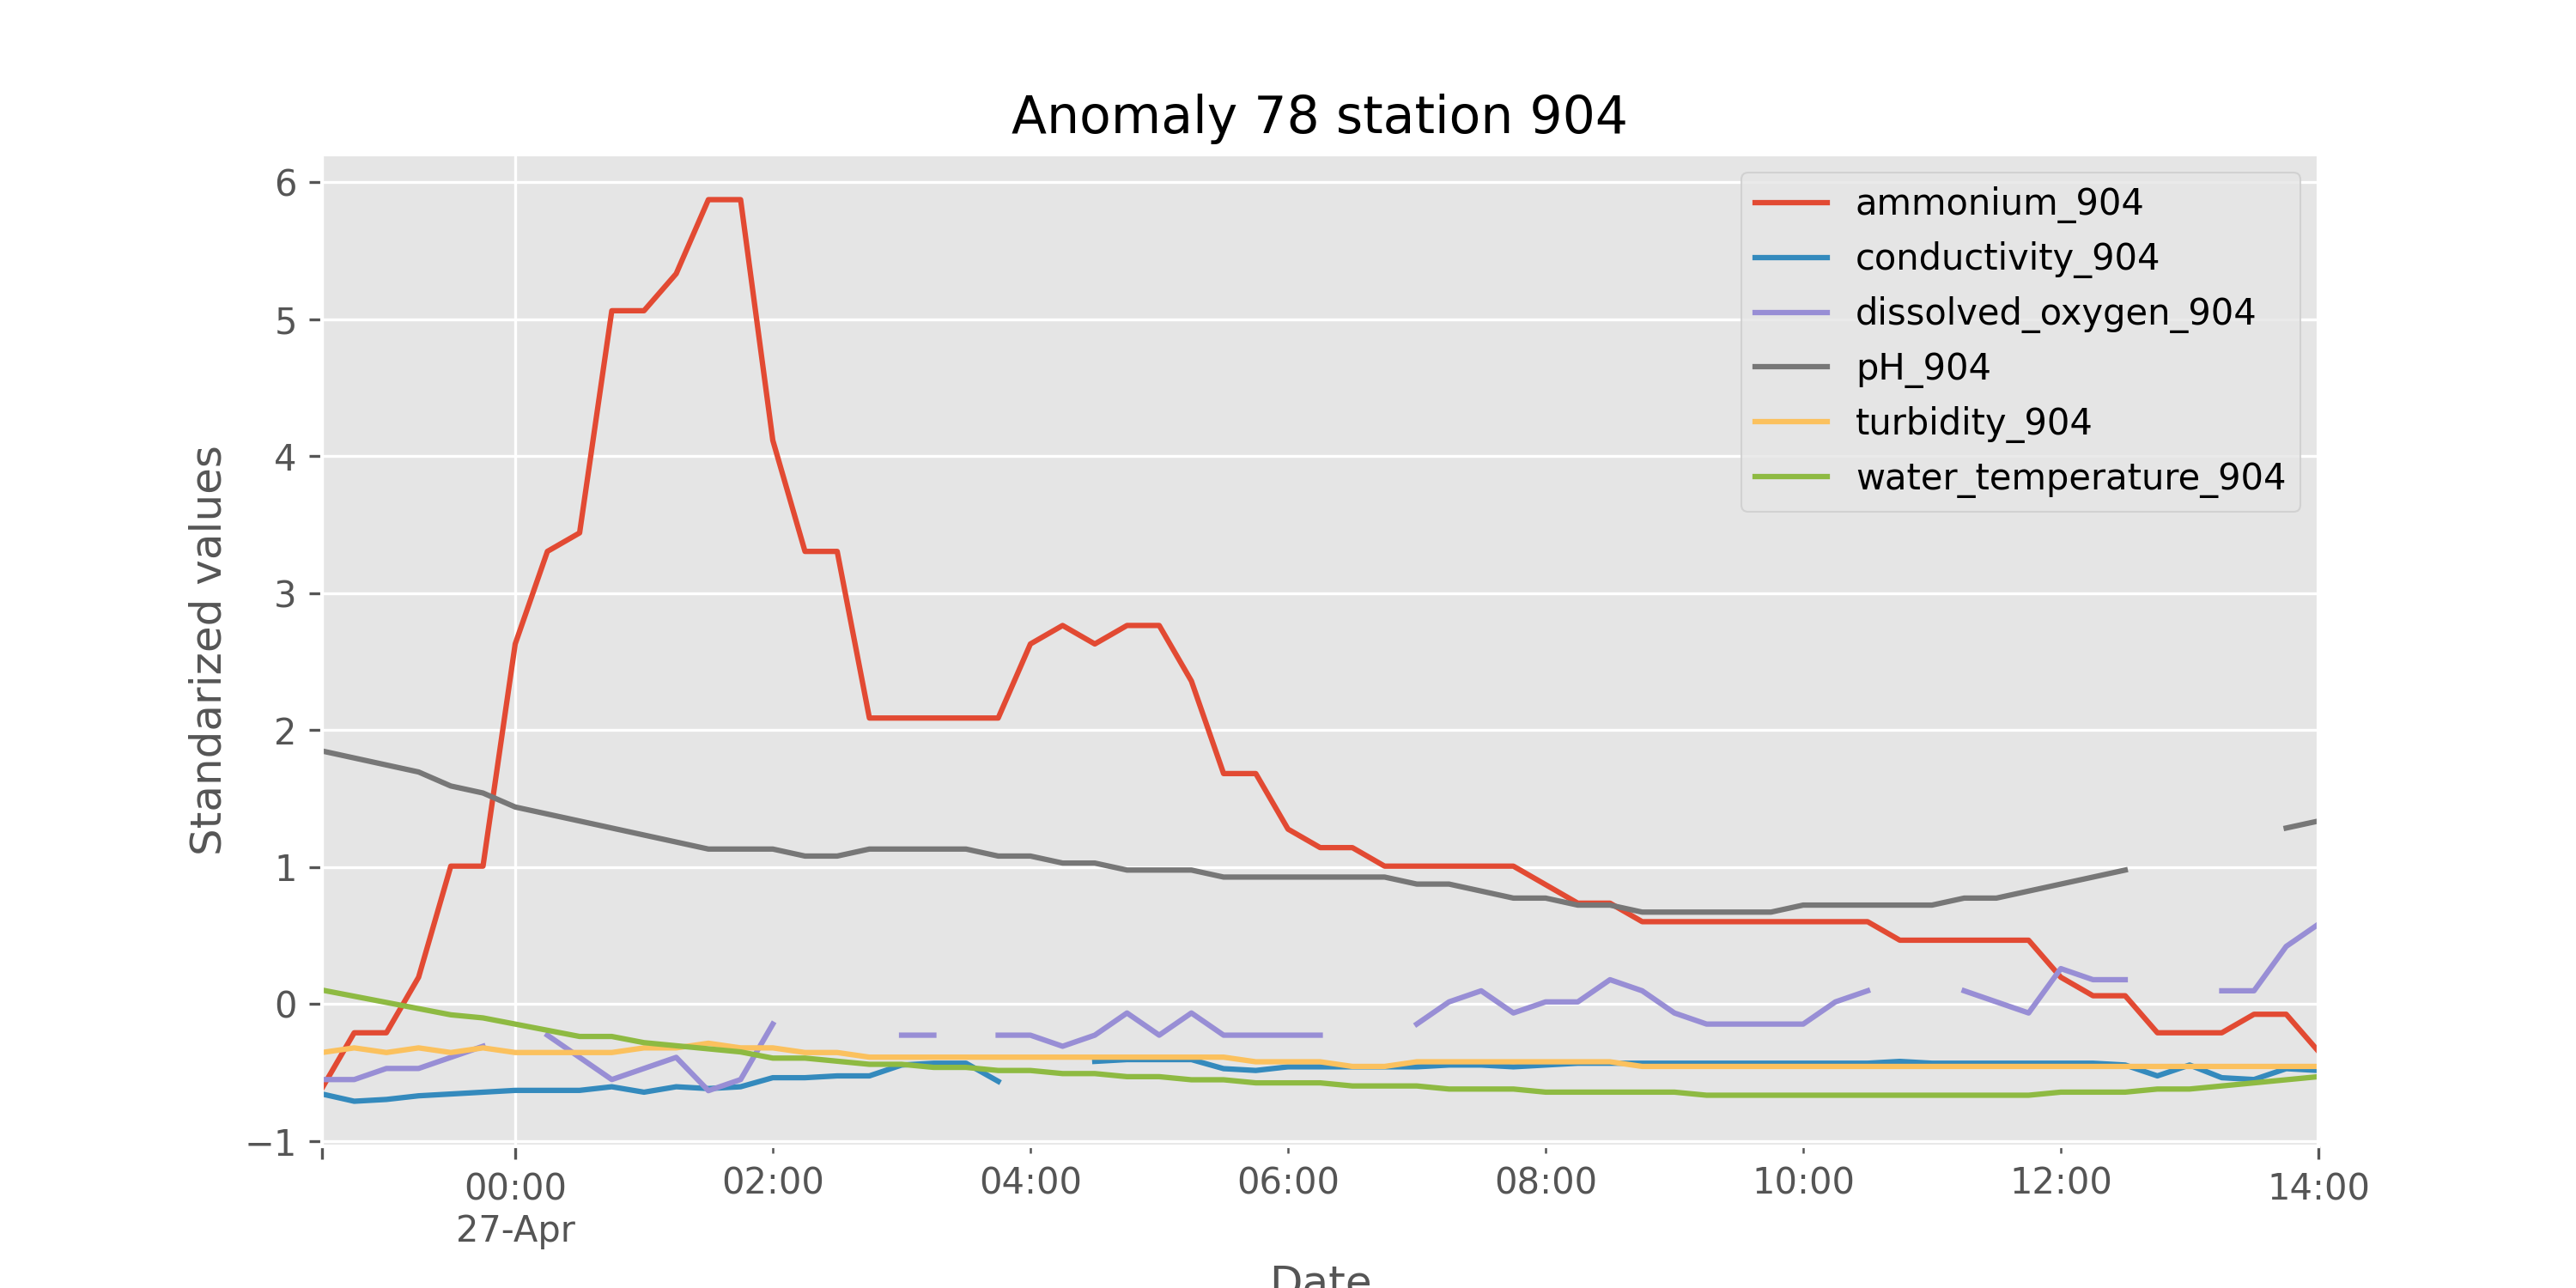 Anomaly 78 station 904
6
5
4
3
2
1
0
−1
Standarized values
ammonium_904
conductivity_904
dissolved_oxygen_904
pH_904
turbidity_904
water_temperature_904
00:00 02:00 04:00 06:00 08:00 10:00 12:00 14:00
27-Apr
Date